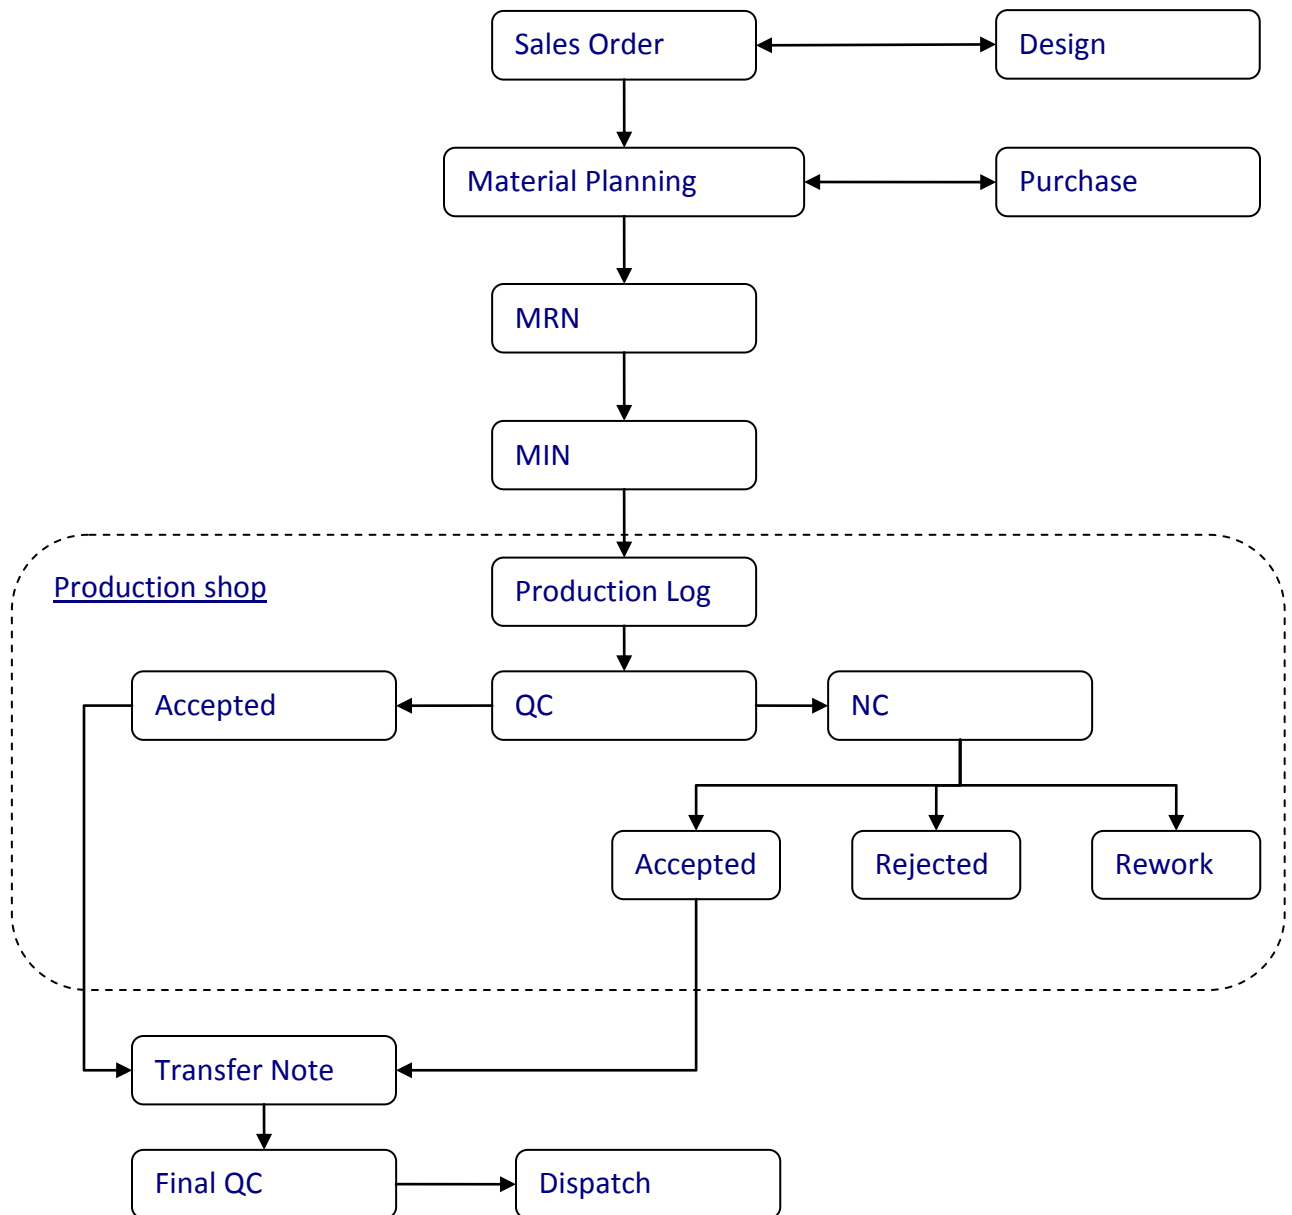 Sales Order
Design
Material Planning
Purchase
MRN
MIN
Production shop
Production Log
Accepted
QC
NC
Accepted
Rejected
Rework
Transfer Note
Final QC
Dispatch